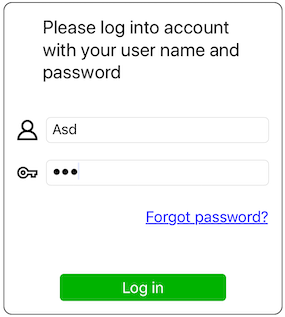 Please log into account
with your user name and
password
Asd
•••
Forgot password?
Log in